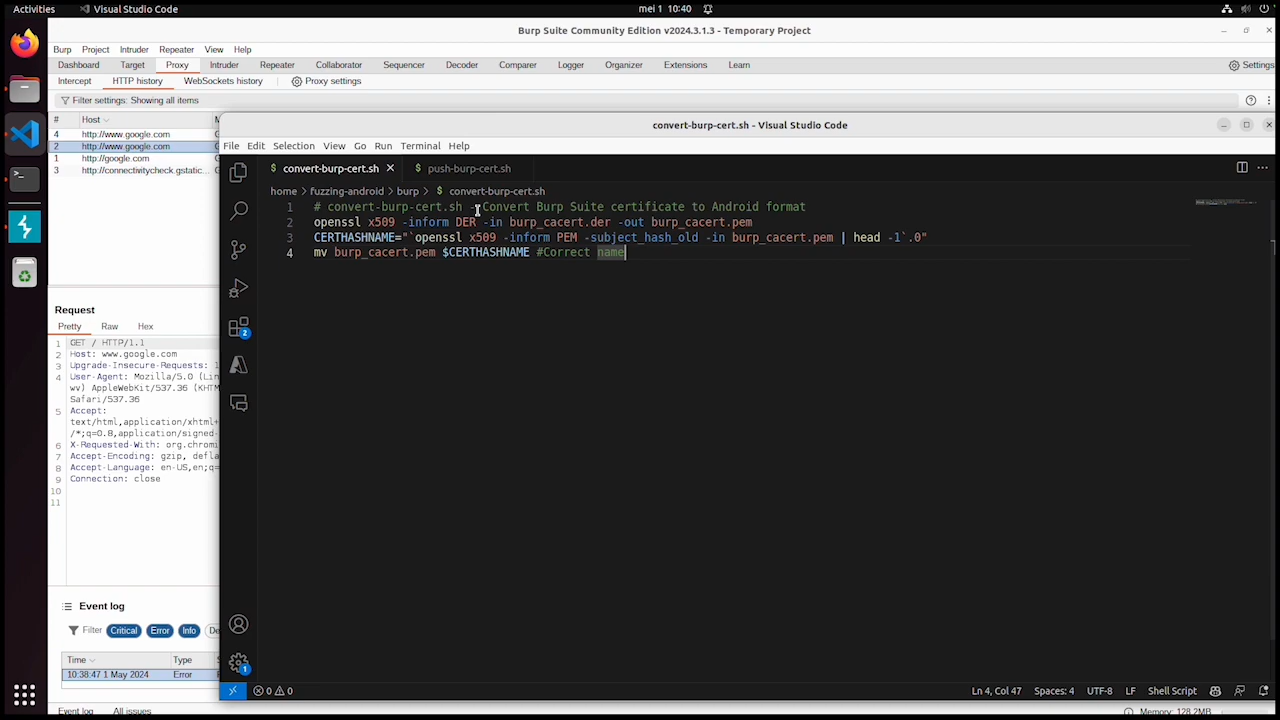 Activities
Visual Studio Code
mei 1 10:40
Burp Suite Community Edition v2024.3.1.3 - Temporary Project
Burp Project Intruder Repeater View Help
Dashboard Target Proxy Intruder Repeater Collaborator Sequencer Decoder Comparer Logger Organizer Extensions Learn
Settings
Intercept HTTP history WebSockets history Proxy settings
Filter settings: Showing all items
# Host
4 http://www.google.com
2 http://www.google.com
1 http://google.com
3 http://connectivitycheck.gstatic...
convert-burp-cert.sh - Visual Studio Code
File Edit Selection View Go Run Terminal Help
convert-burp-cert.sh
push-burp-cert.sh
home > fuzzing-android > burp > convert-burp-cert.sh
1 # convert-burp-cert.sh - Convert Burp Suite certificate to Android format
2 openssl x509 -inform DER -in burp_cacert.der -out burp_cacert.pem
3 CERTHASHNAME="`openssl x509 -inform PEM -subject_hash_old -in burp_cacert.pem | head -1`.0"
4 mv burp_cacert.pem $CERTHASHNAME #Correct name
2
1
Request
Pretty Raw Hex
1 GET / HTTP/1.1
2 Host: www.google.com
3 Upgrade-Insecure-Requests: 1
4 User-Agent: Mozilla/5.0 (Lin
wv) AppleWebKit/537.36 (KHTM
Safari/537.36
5 Accept:
text/html,application/xhtml+
/*;q=0.8,application/signed-
6 X-Requested-With: org.chromi
7 Accept-Encoding: gzip, defla
8 Accept-Language: en-US,en;q=
9 Connection: close
10
11
Event log
Filter Critical Error Info De
Time Type
10:38:47 1 May 2024 Error
Event log All issues
0 0
Ln 4, Col 47 Spaces: 4 UTF-8 LF Shell Script
Memory: 128.2MB